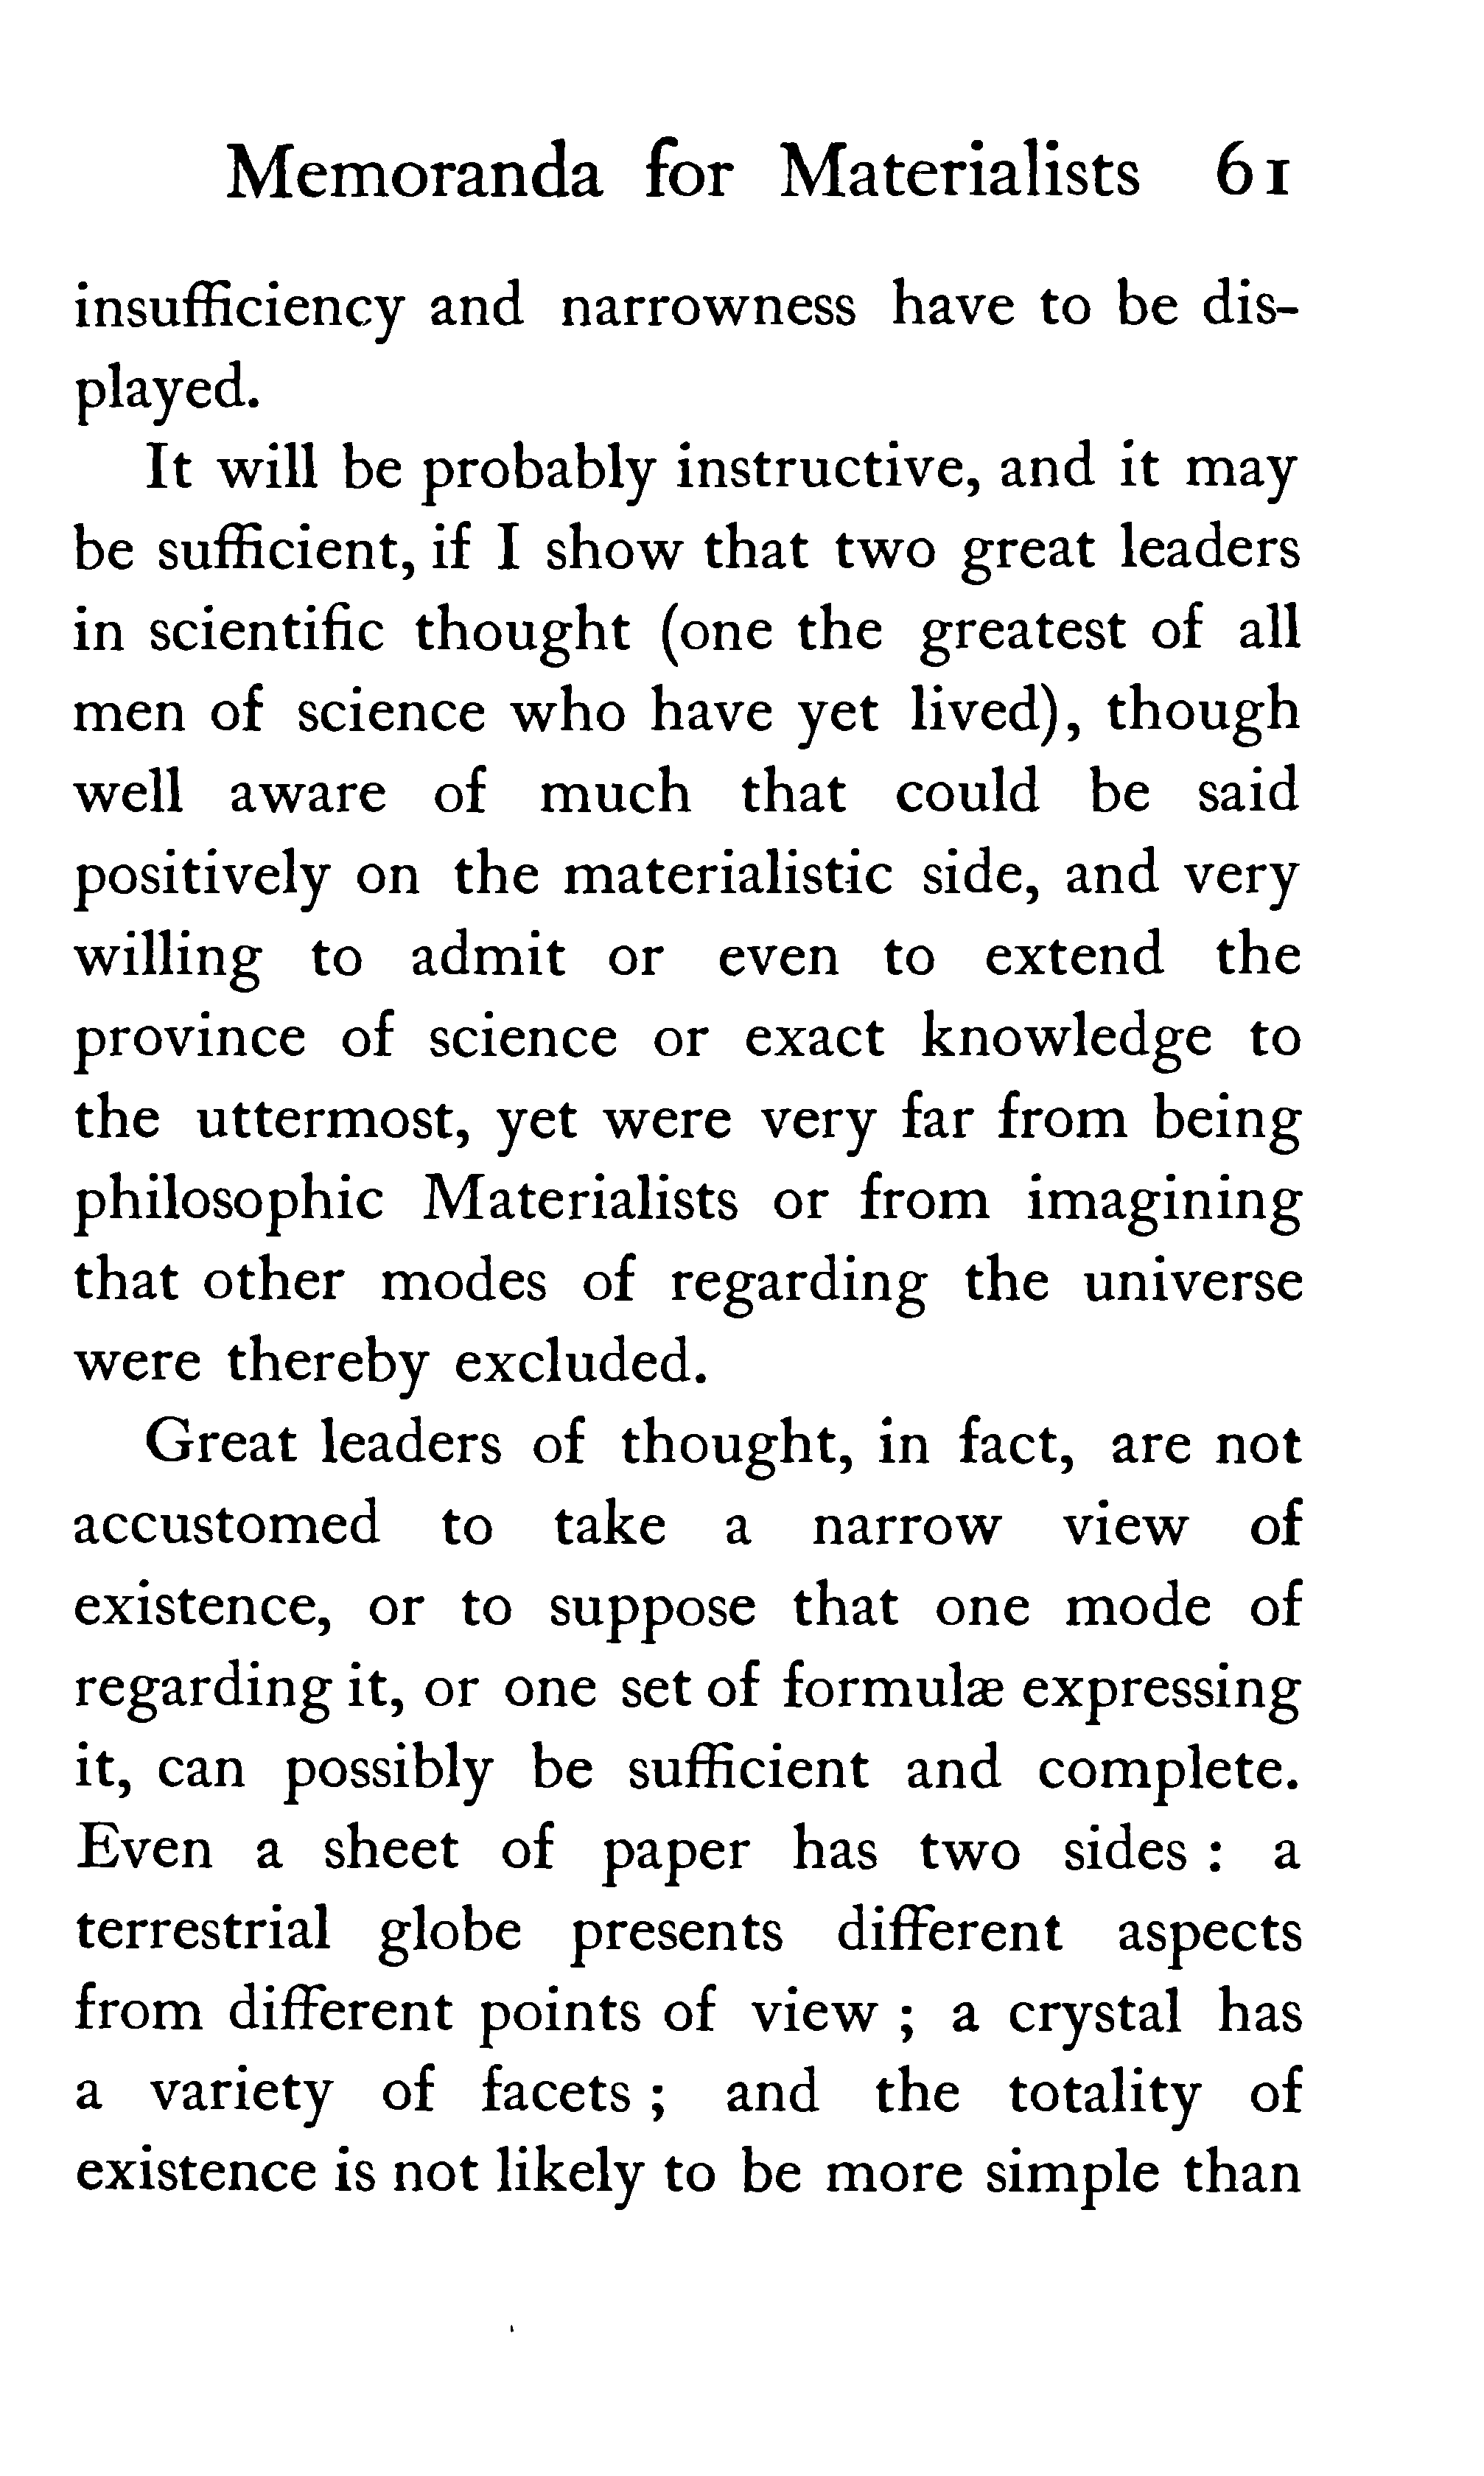 Memoranda for Materialists 61
insufficiency and narrowness have to be dis-
played.
It will be probably instructive, and it may
be sufficient, if I show that two great leaders
in scientific thought (one the greatest of all
men of science who have yet lived), though
well aware of much that could be said
positively on the materialistic side, and very
willing to admit or even to extend the
province of science or exact knowledge to
the uttermost, yet were very far from being
philosophic Materialists or from imagining
that other modes of regarding the universe
were thereby excluded.
Great leaders of thought, in fact, are not
accustomed to take a narrow view of
existence, or to suppose that one mode of
regarding it, or one set of formulæ expressing
it, can possibly be sufficient and complete.
Even a sheet of paper has two sides : a
terrestrial globe presents different aspects
from different points of view ; a crystal has
a variety of facets ; and the totality of
existence is not likely to be more simple than